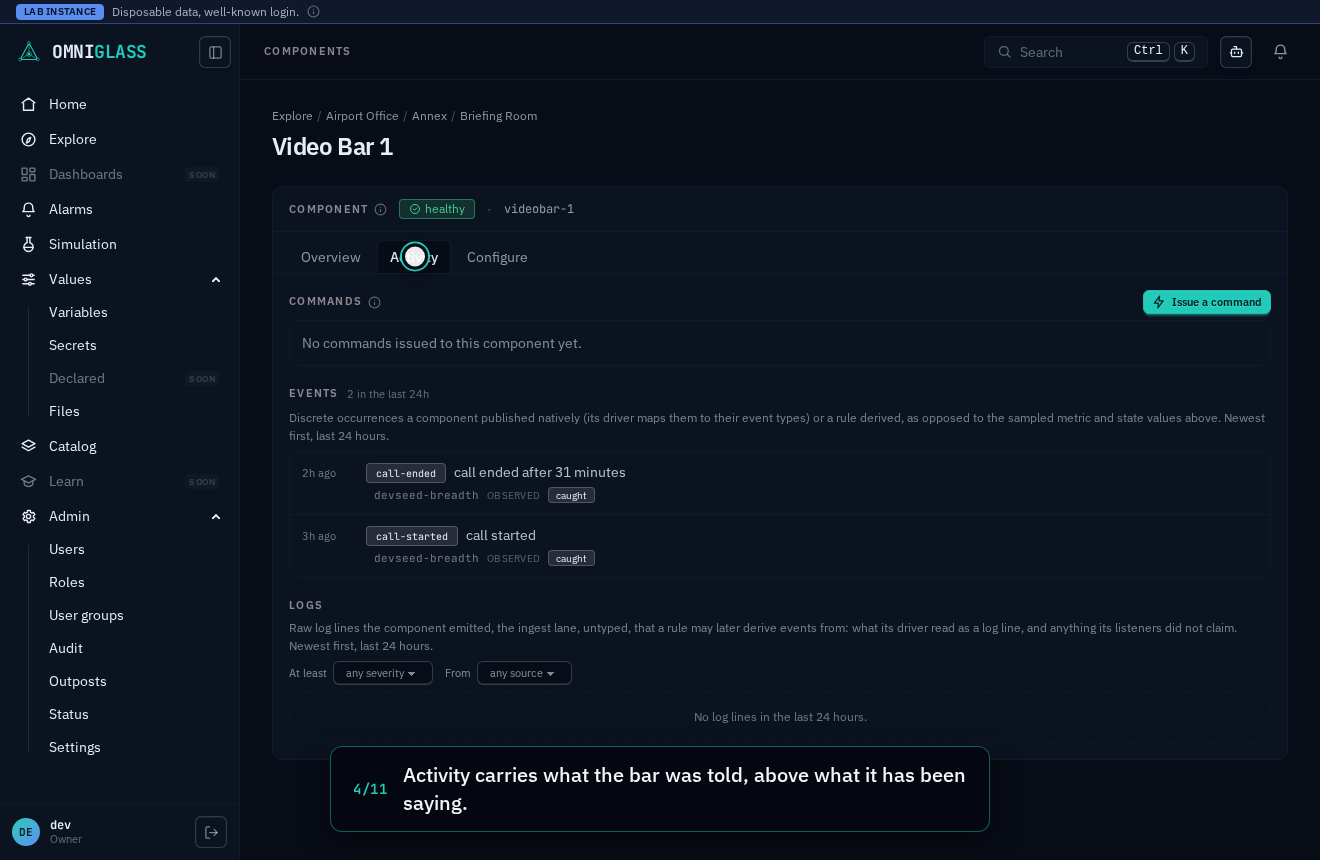 LAB INSTANCE Disposable data, well-known login.
OMNIGLASS
COMPONENTS
Search Ctrl K
Home
Explore
Dashboards SOON
Alarms
Simulation
Values
Variables
Secrets
Declared SOON
Files
Catalog
Learn SOON
Admin
Users
Roles
User groups
Audit
Outposts
Status
Settings
DE dev
Owner
Explore / Airport Office / Annex / Briefing Room
Video Bar 1
COMPONENT healthy · videobar-1
Overview Activity Configure
COMMANDS Issue a command
No commands issued to this component yet.
EVENTS 2 in the last 24h
Discrete occurrences a component published natively (its driver maps them to their event types) or a rule derived, as opposed to the sampled metric and state values above. Newest
first, last 24 hours.
2h ago call-ended call ended after 31 minutes
devseed-breadth OBSERVED caught
3h ago call-started call started
devseed-breadth OBSERVED caught
LOGS
Raw log lines the component emitted, the ingest lane, untyped, that a rule may later derive events from: what its driver read as a log line, and anything its listeners did not claim.
Newest first, last 24 hours.
At least any severity From any source
No log lines in the last 24 hours.
4/11 Activity carries what the bar was told, above what it has been
saying.